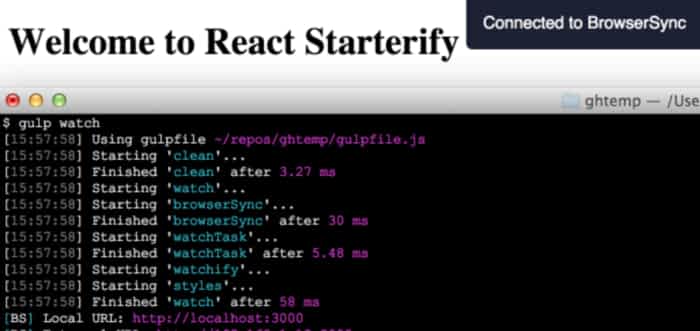 Connected to BrowserSync
Welcome to React Starterify
ghtemp — /Use
$ gulp watch
[15:57:58] Using gulpfile ~/repos/ghtemp/gulpfile.js
[15:57:58] Starting 'clean'...
[15:57:58] Finished 'clean' after 3.27 ms
[15:57:58] Starting 'watch'...
[15:57:58] Starting 'browserSync'...
[15:57:58] Finished 'browserSync' after 30 ms
[15:57:58] Starting 'watchTask'...
[15:57:58] Finished 'watchTask' after 5.48 ms
[15:57:58] Starting 'watchify'...
[15:57:58] Starting 'styles'...
[15:57:58] Finished 'watch' after 58 ms
[BS] Local URL: http://localhost:3000